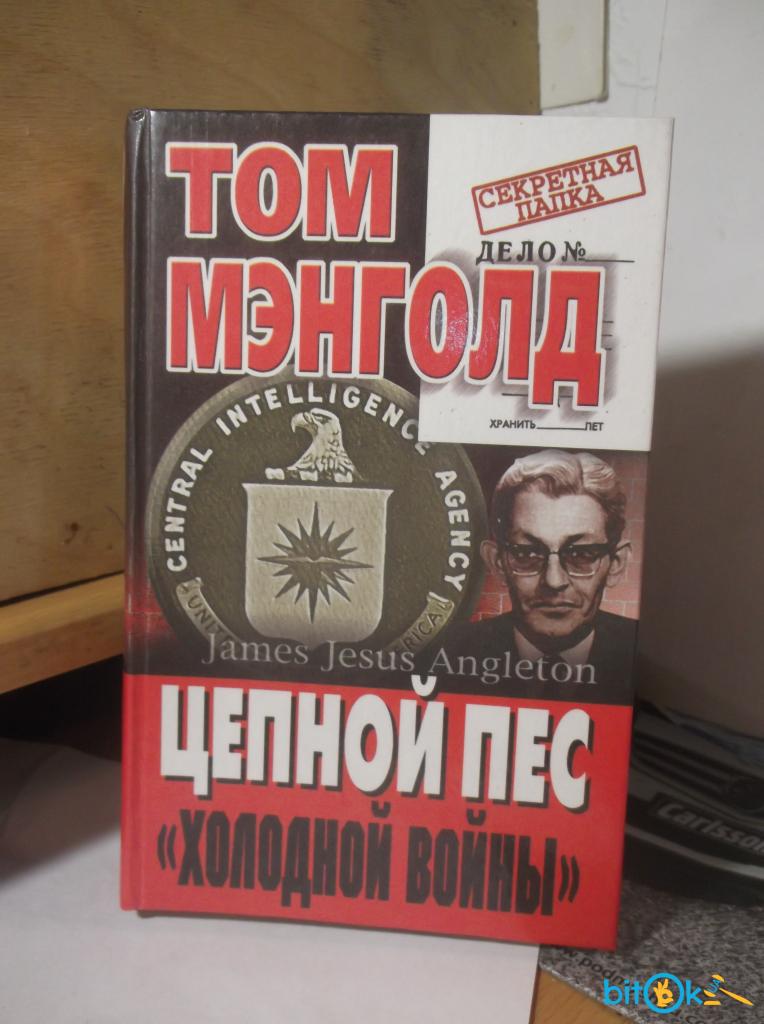 ТОМ
МЭНГОЛД
СЕКРЕТНАЯ
ПАПКА
ДЕЛО №
ХРАНИТЬ ЛЕТ
CENTRAL INTELLIGENCE AGENCY
James Jesus Angleton
ЦЕПНОЙ ПЕС
«ХОЛОДНОЙ ВОЙНЫ»
Carlsson
bitOk